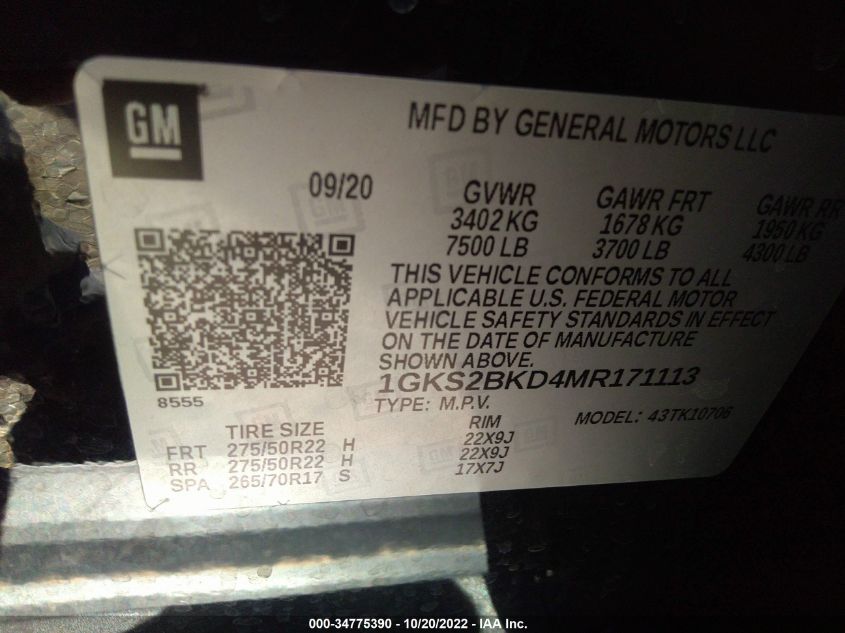 GM
MFD BY GENERAL MOTORS LLC
09/20
GVWR GAWR FRT GAWR RR
3402 KG 1678 KG 1950 KG
7500 LB 3700 LB 4300 LB
THIS VEHICLE CONFORMS TO ALL
APPLICABLE U.S. FEDERAL MOTOR
VEHICLE SAFETY STANDARDS IN EFFECT
ON THE DATE OF MANUFACTURE
SHOWN ABOVE.
1GKS2BKD4MR171113
8555
TYPE: M.P.V. MODEL: 43TK10706
TIRE SIZE RIM
FRT 275/50R22 H 22X9J
RR 275/50R22 H 22X9J
SPA 265/70R17 S 17X7J
000-34775390 - 10/20/2022 - IAA Inc.